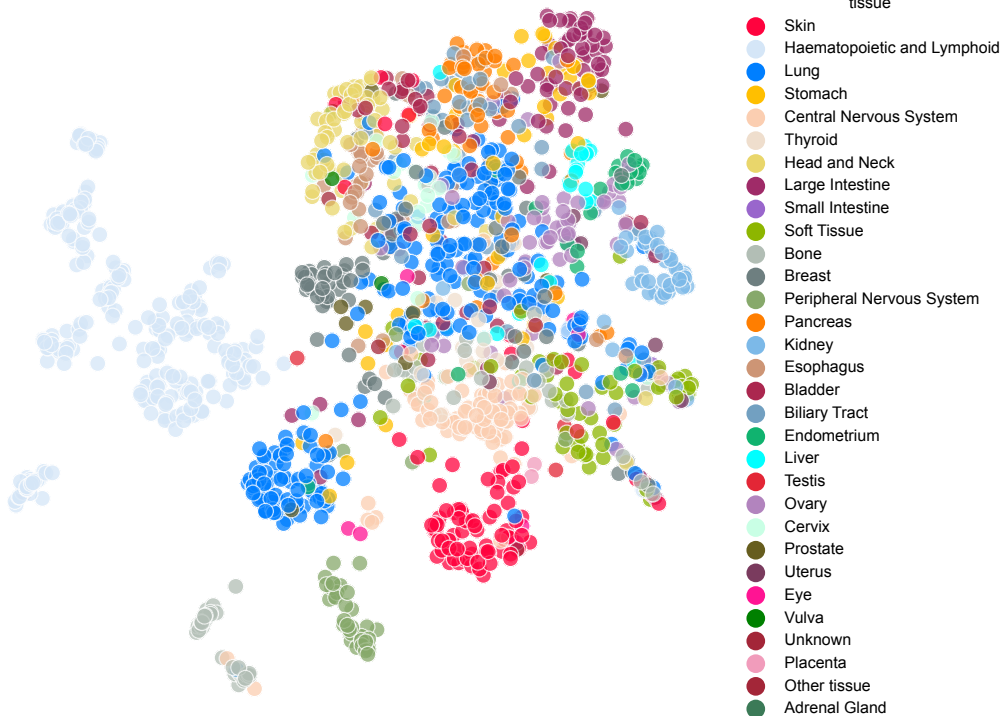 tissue
Skin
Haematopoietic and Lymphoid
Lung
Stomach
Central Nervous System
Thyroid
Head and Neck
Large Intestine
Small Intestine
Soft Tissue
Bone
Breast
Peripheral Nervous System
Pancreas
Kidney
Esophagus
Bladder
Biliary Tract
Endometrium
Liver
Testis
Ovary
Cervix
Prostate
Uterus
Eye
Vulva
Unknown
Placenta
Other tissue
Adrenal Gland